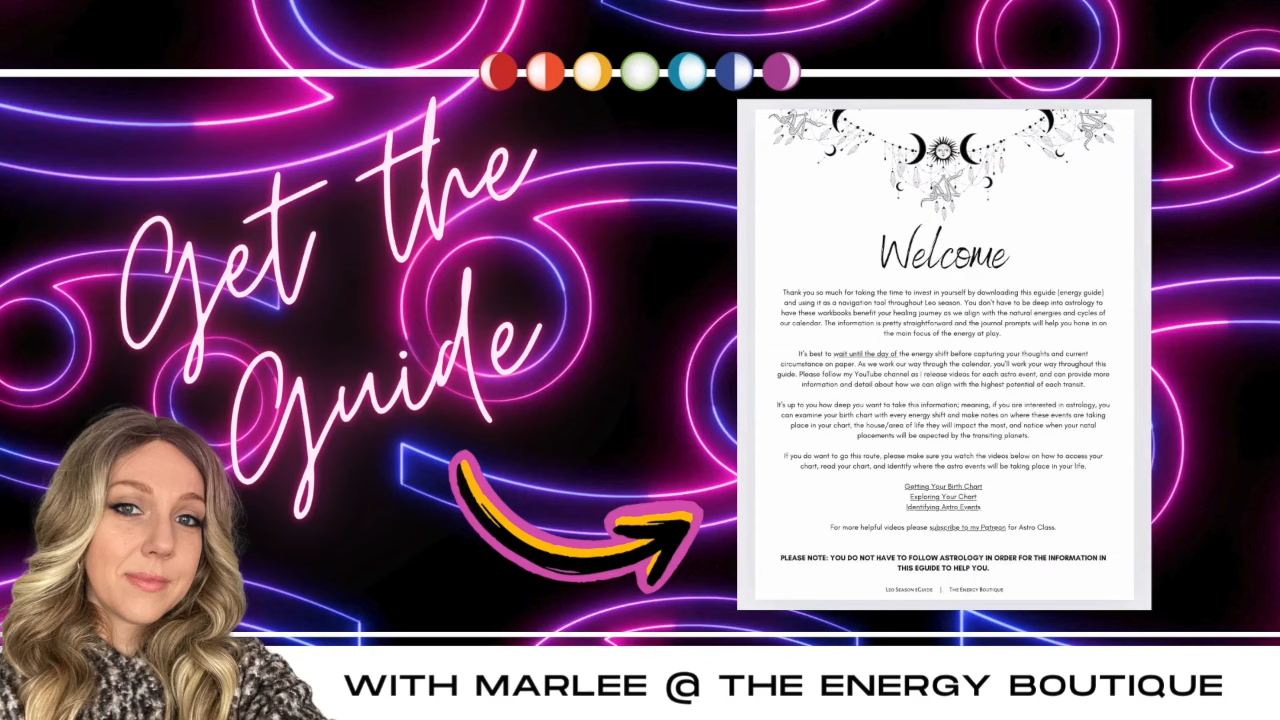 Get the
Guide
Welcome
Thank you so much for taking the time to invest in yourself by downloading this eguide (energy guide)
and using it as a navigation tool throughout Leo season. You don't have to be deep into astrology to
have these workbooks benefit your healing journey as we align with the natural energies and cycles of
our calendar. The information is pretty straightforward and the journal prompts will help you hone in on
the main focus of the energy at play.
It's best to wait until the day of the energy shift before capturing your thoughts and current
circumstance on paper. As we work our way through the calendar, you'll work your way throughout this
guide. Please follow my YouTube channel as I release videos for each astro event, and can provide more
information and detail about how we can align with the highest potential of each transit.
It's up to you how deep you want to take this information; meaning, if you are interested in astrology, you
can examine your birth chart with every energy shift and make notes on where these events are taking
place in your chart, the house/area of life they will impact the most, and notice when your natal
placements will be aspected by the transiting planets.
If you do want to go this route, please make sure you watch the videos below on how to access your
chart, read your chart, and identify where the astro events will be taking place in your life.
Getting Your Birth Chart
Exploring Your Chart
Identifying Astro Events
For more helpful videos please subscribe to my Patreon for Astro Class.
PLEASE NOTE: YOU DO NOT HAVE TO FOLLOW ASTROLOGY IN ORDER FOR THE INFORMATION IN
THIS EGUIDE TO HELP YOU.
LEO SEASON EGUIDE | THE ENERGY BOUTIQUE
WITH MARLEE @ THE ENERGY BOUTIQUE